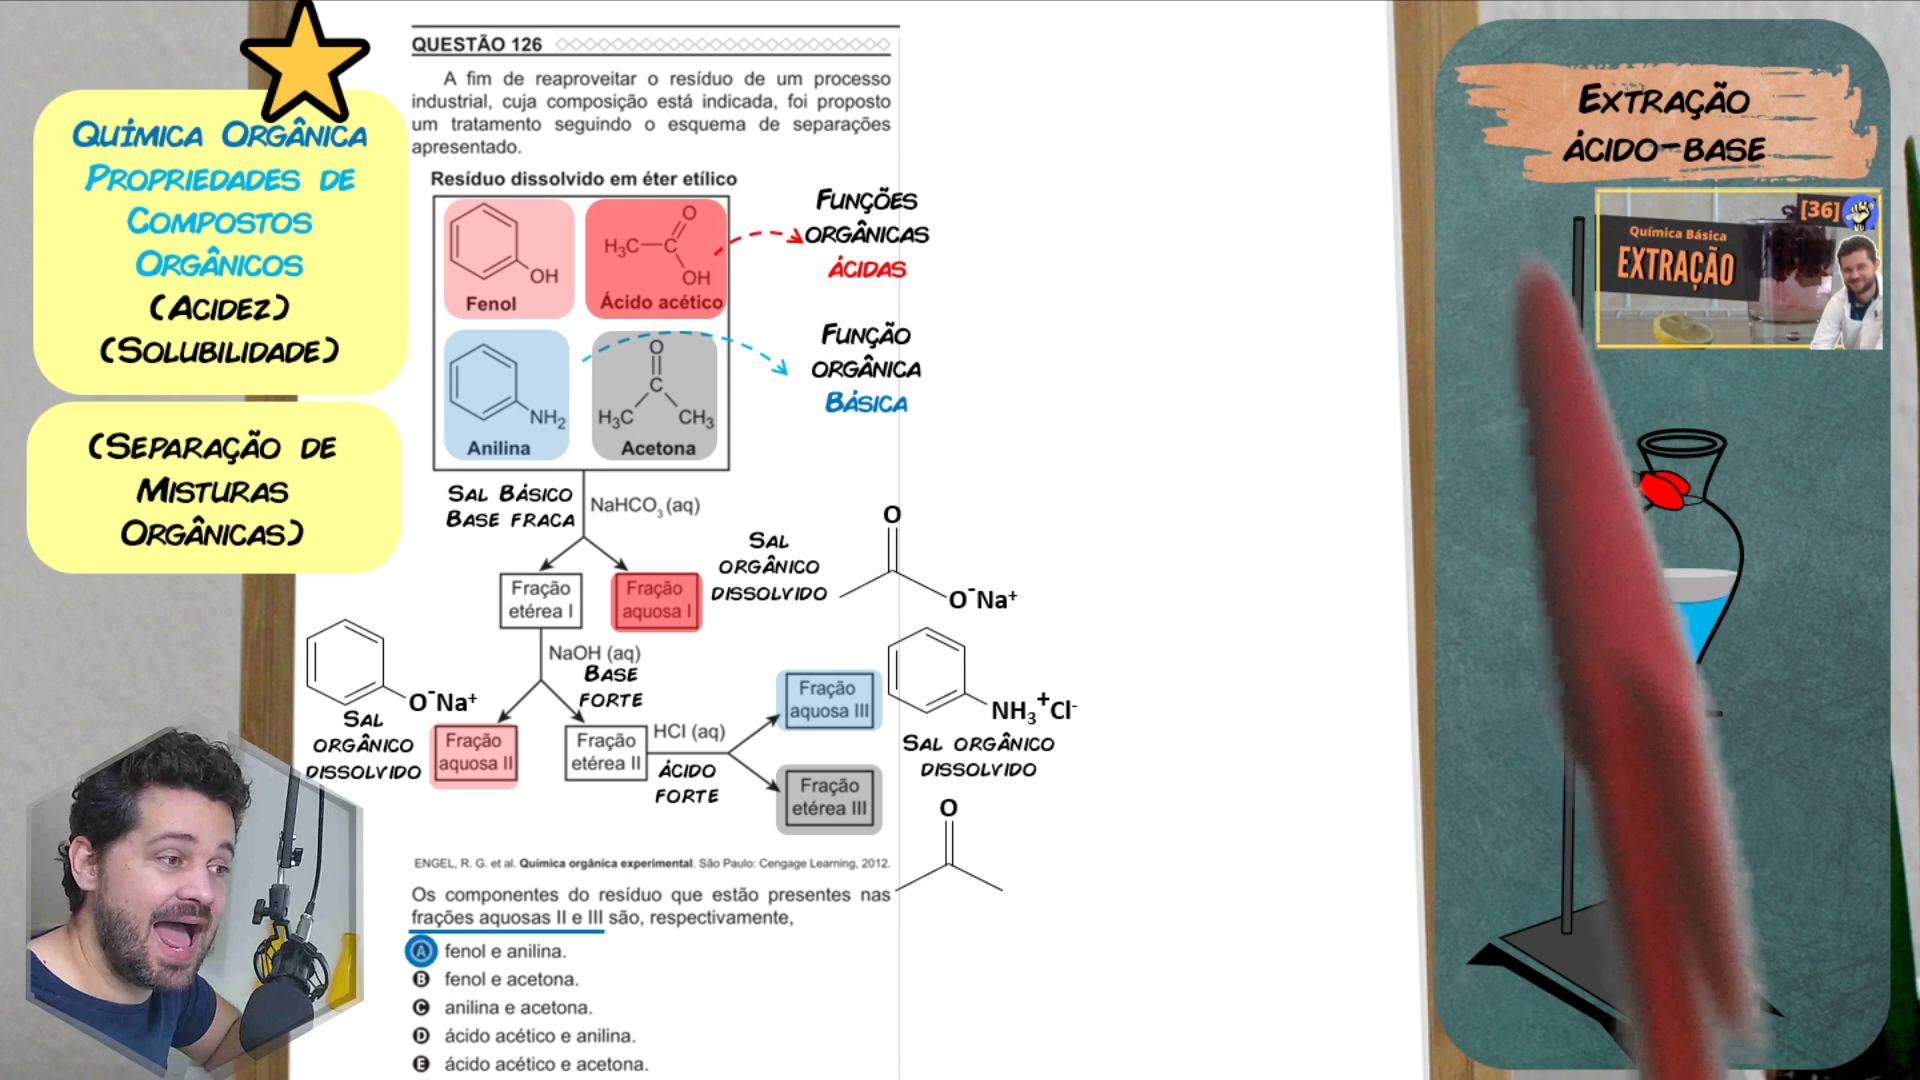 QUÍMICA ORGÂNICA
PROPRIEDADES DE
COMPOSTOS
ORGÂNICOS
(ACIDEZ)
(SOLUBILIDADE)
(SEPARAÇÃO DE
MISTURAS
ORGÂNICAS)
QUESTÃO 126
A fim de reaproveitar o resíduo de um processo
industrial, cuja composição está indicada, foi proposto
um tratamento seguindo o esquema de separações
apresentado.
Resíduo dissolvido em éter etílico
OH
Fenol
O
H₃C
OH
Ácido acético
NH₂
Anilina
O
C
H₃C
CH₃
Acetona
FUNÇÕES
ORGÂNICAS
ÁCIDAS
FUNÇÃO
ORGÂNICA
BÁSICA
SAL BÁSICO
BASE FRACA
NaHCO₃(aq)
Fração
etérea I
Fração
aquosa I
SAL
ORGÂNICO
DISSOLVIDO
O
O⁻Na⁺
NaOH (aq)
BASE
FORTE
O⁻Na⁺
SAL
ORGÂNICO
DISSOLVIDO
Fração
aquosa II
Fração
etérea II
HCl (aq)
ÁCIDO
FORTE
Fração
aquosa III
NH₃⁺Cl⁻
SAL ORGÂNICO
DISSOLVIDO
Fração
etérea III
O
ENGEL, R. G. et al. Química orgânica experimental. São Paulo: Cengage Learning, 2012.
Os componentes do resíduo que estão presentes nas
frações aquosas II e III são, respectivamente,
A fenol e anilina.
B fenol e acetona.
C anilina e acetona.
D ácido acético e anilina.
E ácido acético e acetona.
EXTRAÇÃO
ÁCIDO-BASE
[36]
Química Básica
EXTRAÇÃO